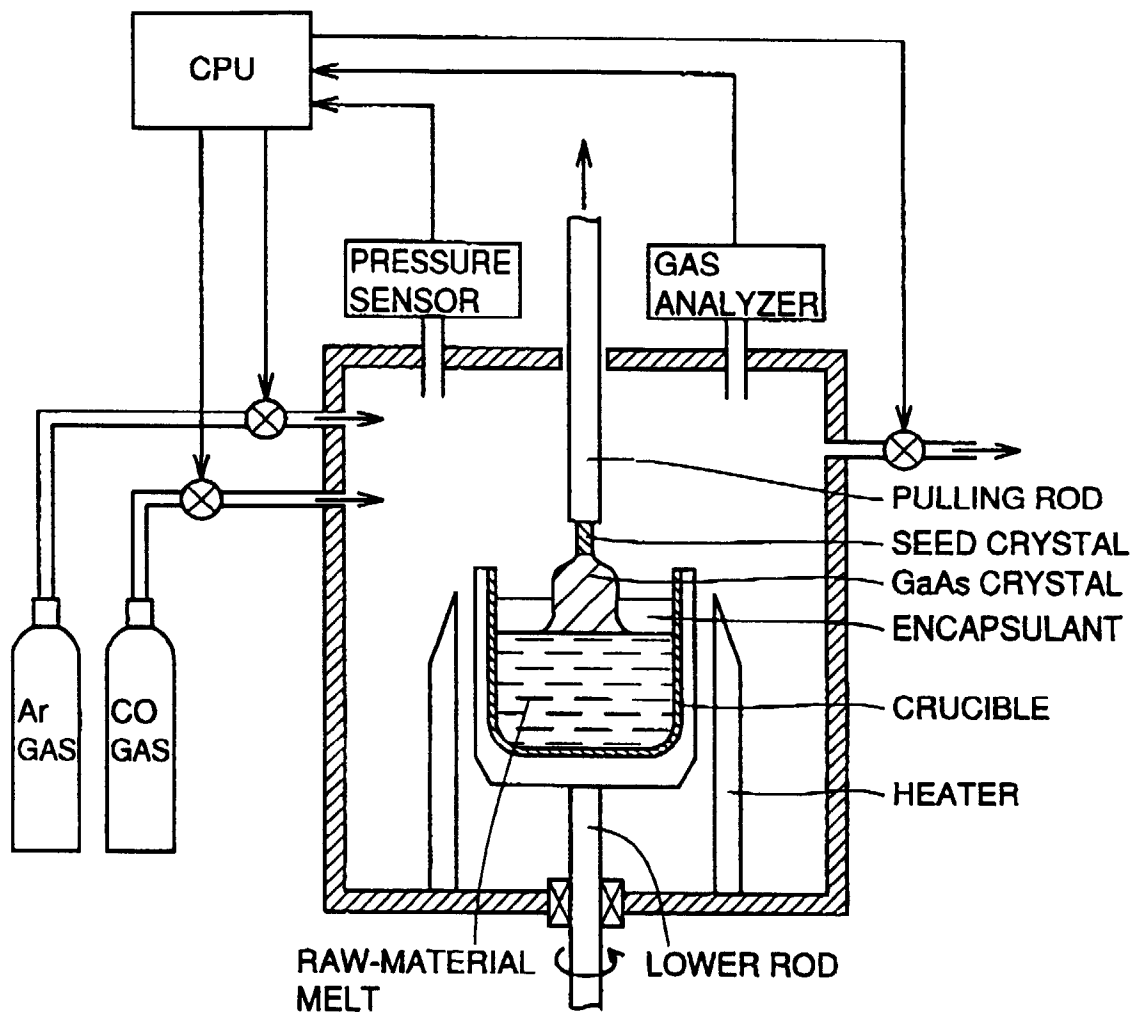 CPU
PRESSURE
SENSOR
GAS
ANALYZER
PULLING ROD
SEED CRYSTAL
GaAs CRYSTAL
ENCAPSULANT
CRUCIBLE
HEATER
Ar
GAS
CO
GAS
RAW-MATERIAL
MELT
LOWER ROD